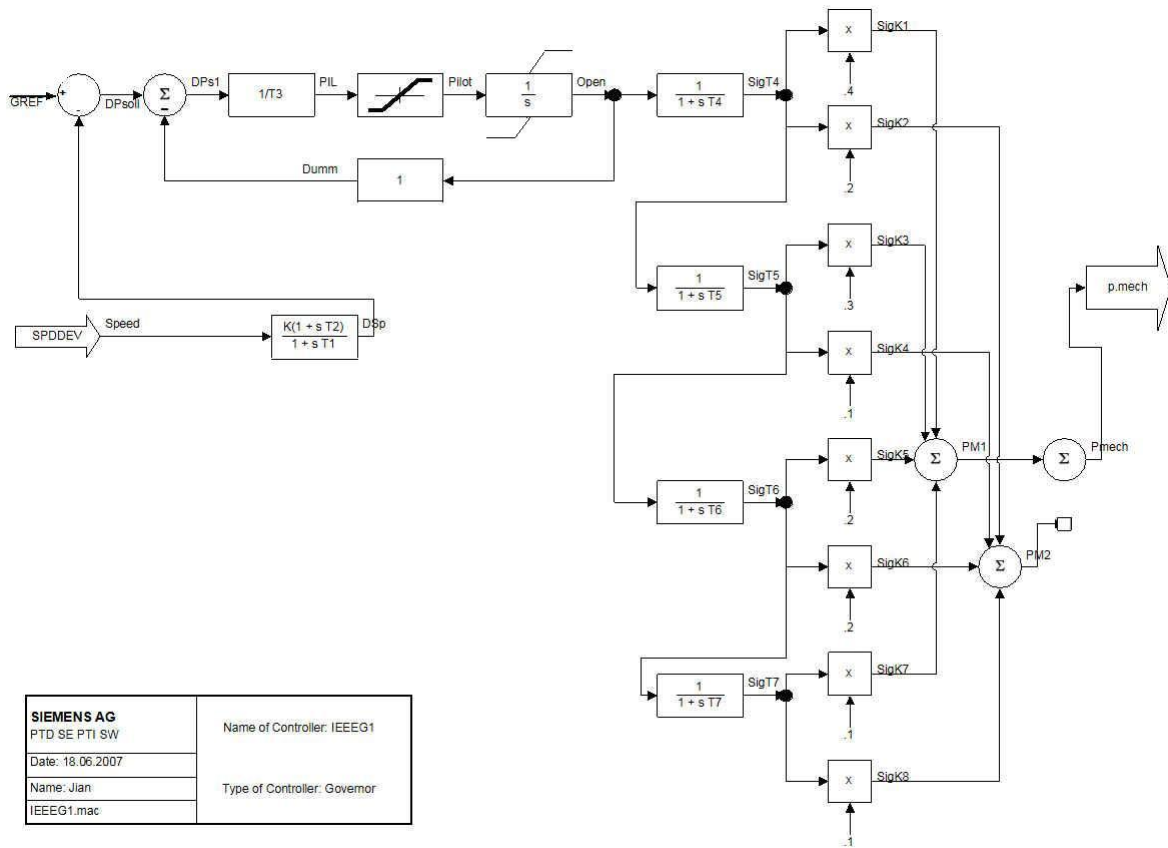 x
SigK1
.4
+
-
GREF
DPsoll
Σ
−
DPs1
1/T3
PIL
Pilot
1
s
Open
1
1 + s T4
SigT4
x
SigK2
.2
Dumm
1
x
SigK3
.3
1
1 + s T5
SigT5
p.mech
SPDDEV
Speed
K(1 + s T2)
1 + s T1
DSp
x
SigK4
.1
x
SigK5
.2
Σ
PM1
Σ
Pmech
1
1 + s T6
SigT6
x
SigK6
.2
Σ
PM2
x
SigK7
.1
1
1 + s T7
SigT7
x
SigK8
.1
SIEMENS AG
PTD SE PTI SW
Date: 18.06.2007
Name: Jian
IEEEG1.mac
Name of Controller: IEEEG1
Type of Controller: Governor